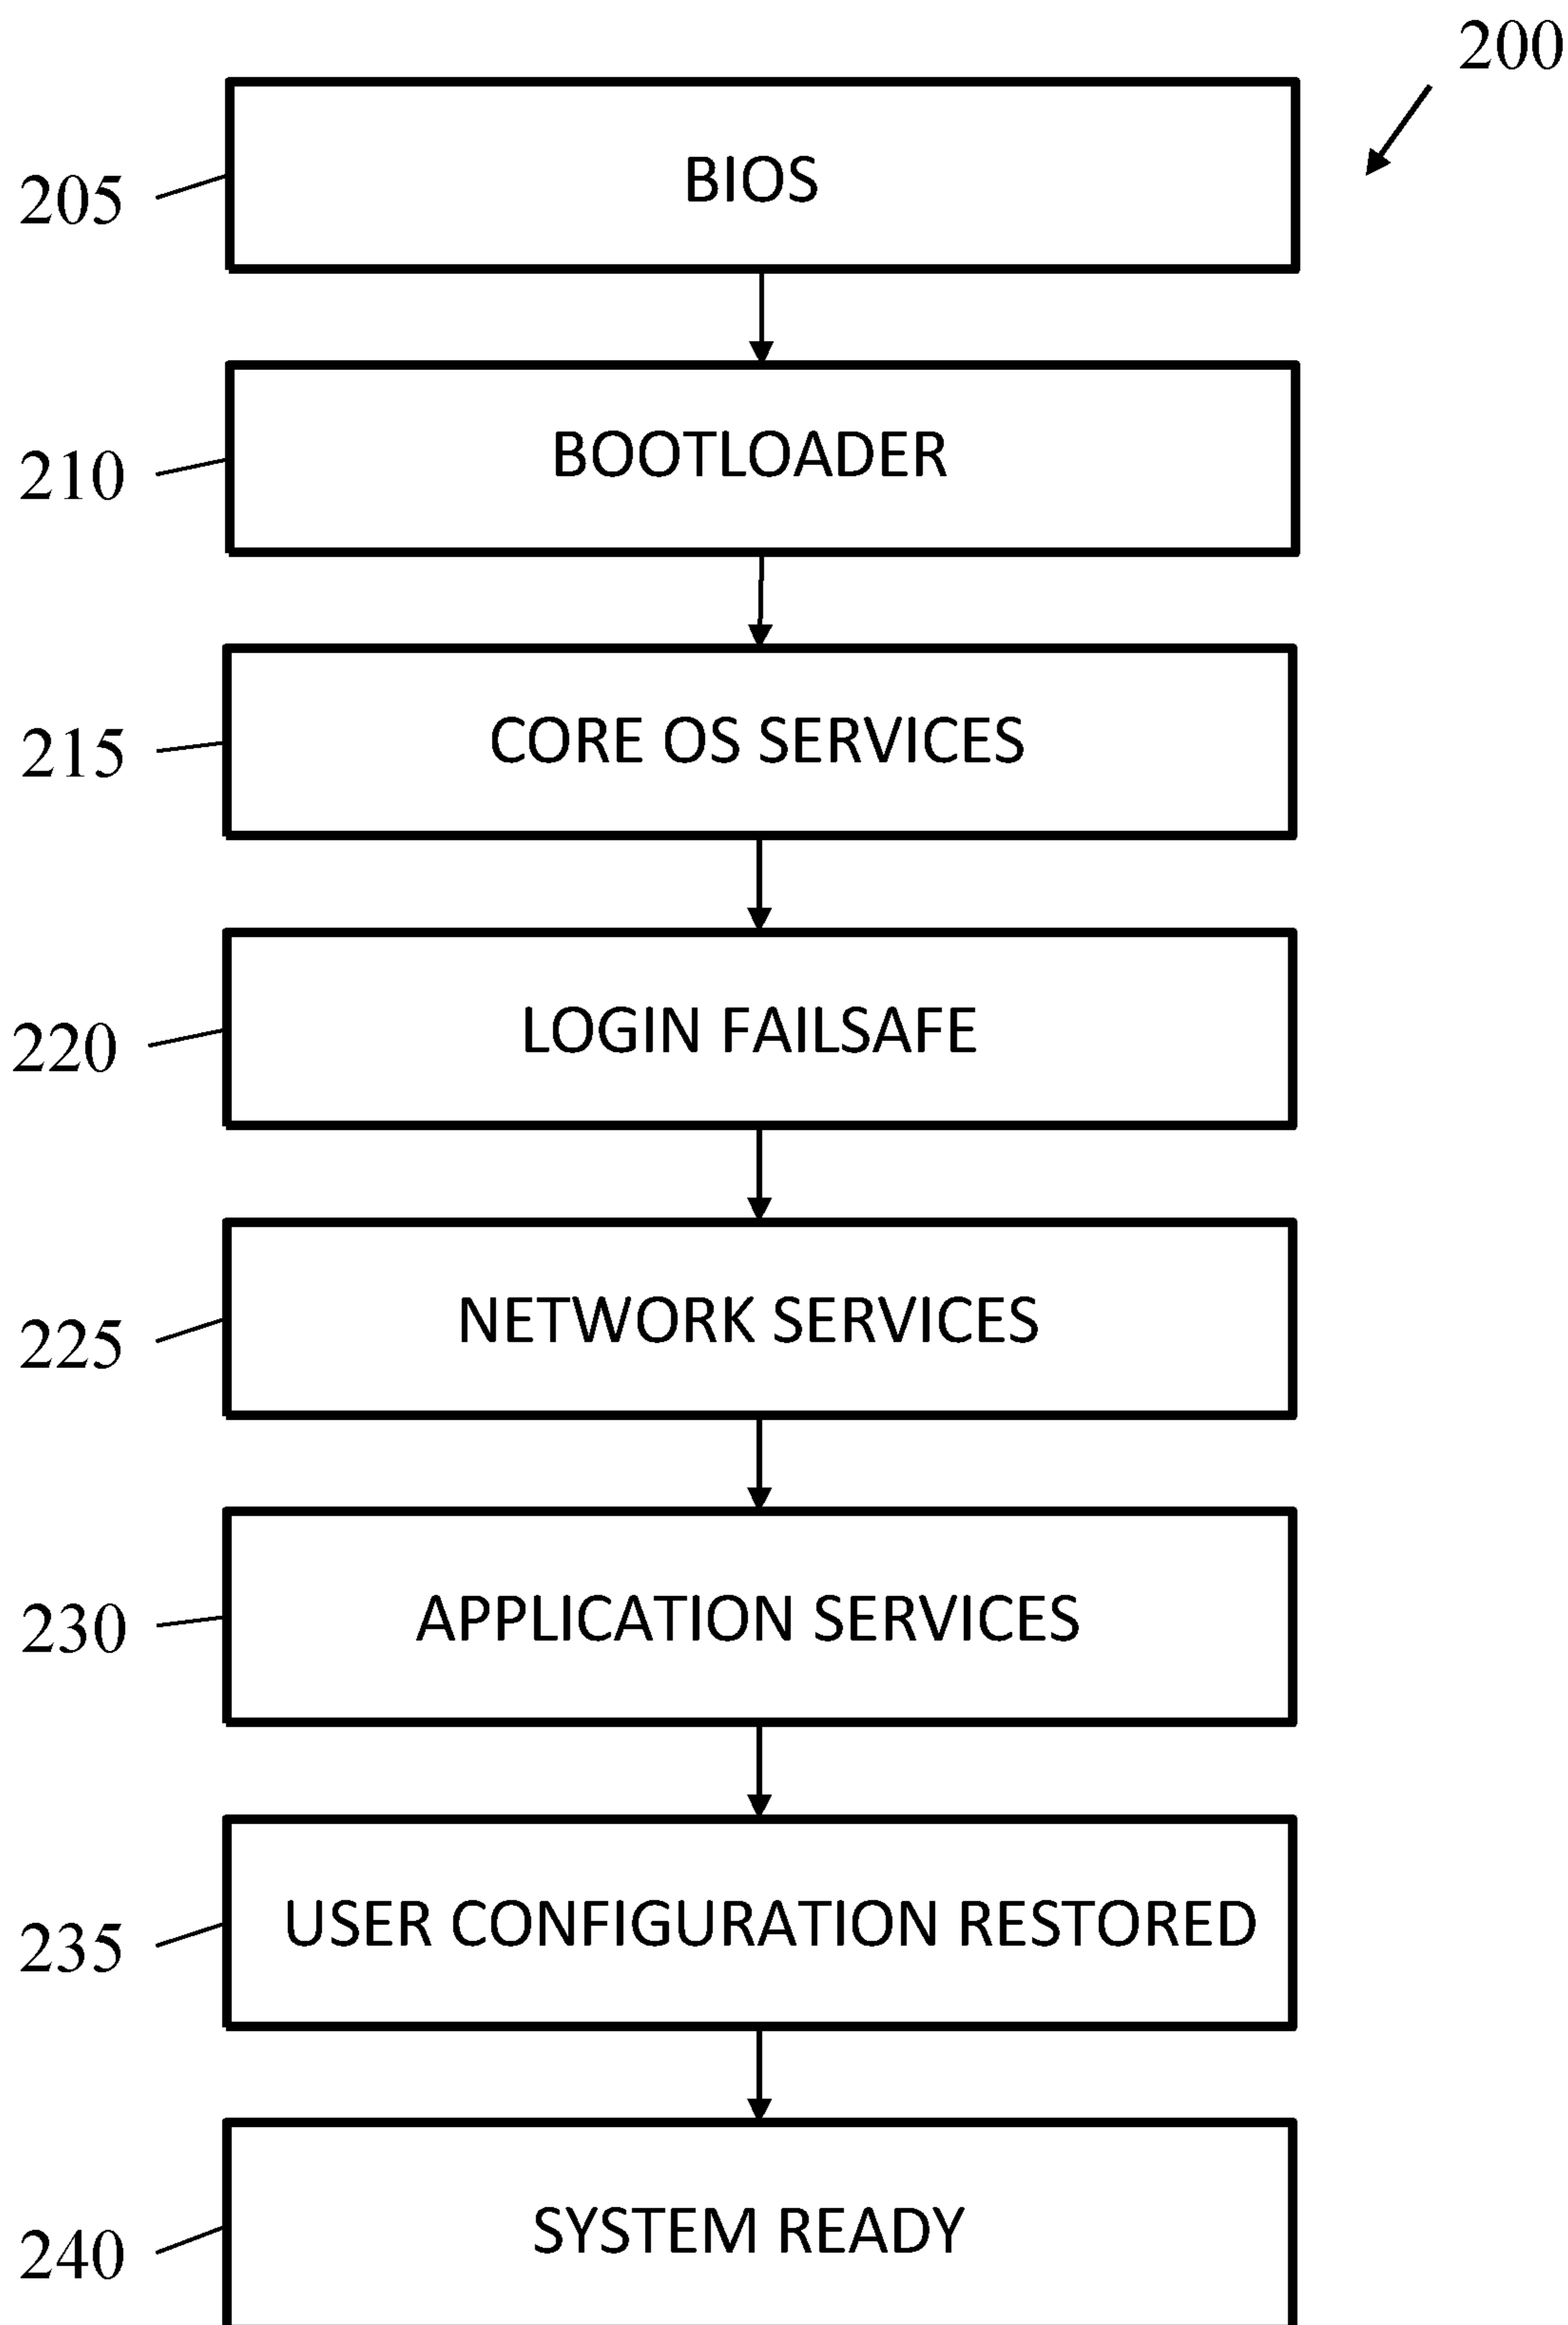 200
205
BIOS
210
BOOTLOADER
215
CORE OS SERVICES
220
LOGIN FAILSAFE
225
NETWORK SERVICES
230
APPLICATION SERVICES
235
USER CONFIGURATION RESTORED
240
SYSTEM READY